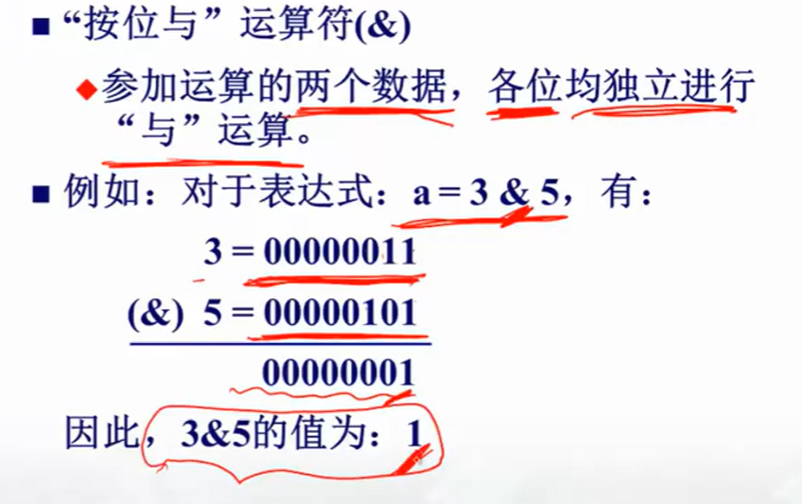 ■ “按位与”运算符(&)
◆参加运算的两个数据，各位均独立进行
“与”运算。
■ 例如：对于表达式：a = 3 & 5，有：
3 = 00000011
(&) 5 = 00000101
00000001
因此，3&5的值为：1